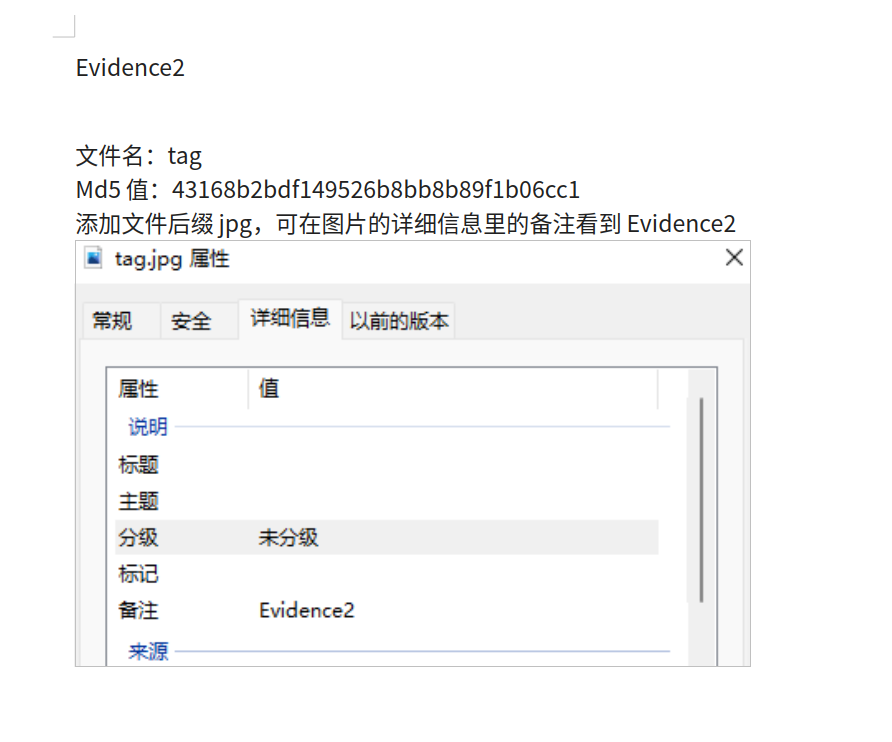 Evidence2
文件名：tag
Md5 值：43168b2bdf149526b8bb8b89f1b06cc1
添加文件后缀 jpg，可在图片的详细信息里的备注看到 Evidence2
tag.jpg 属性
常规 安全 详细信息 以前的版本
属性 值
说明
标题
主题
分级 未分级
标记
备注 Evidence2
来源